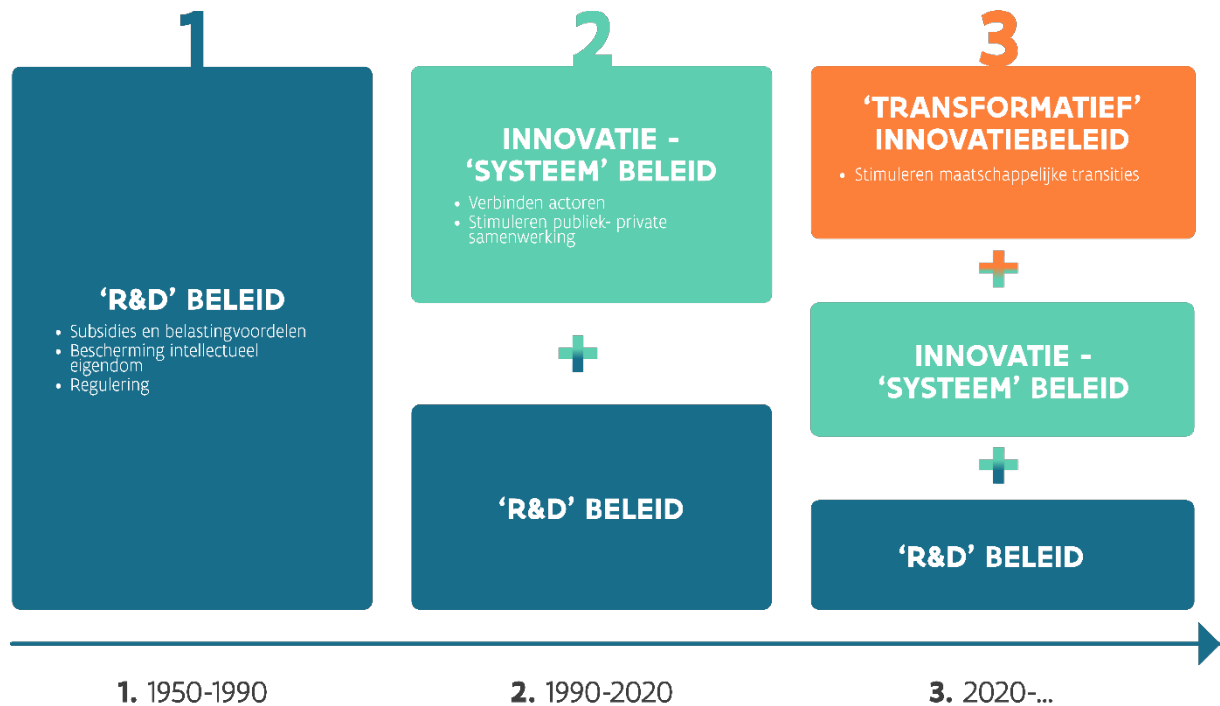 1
'R&D' BELEID
• Subsidies en belastingvoordelen
• Bescherming intellectueel
eigendom
• Regulering
2
INNOVATIE -
'SYSTEEM' BELEID
• Verbinden actoren
• Stimuleren publiek- private
samenwerking
+
'R&D' BELEID
3
'TRANSFORMATIEF'
INNOVATIEBELEID
• Stimuleren maatschappelijke transities
+
INNOVATIE -
'SYSTEEM' BELEID
+
'R&D' BELEID
1. 1950-1990
2. 1990-2020
3. 2020-...